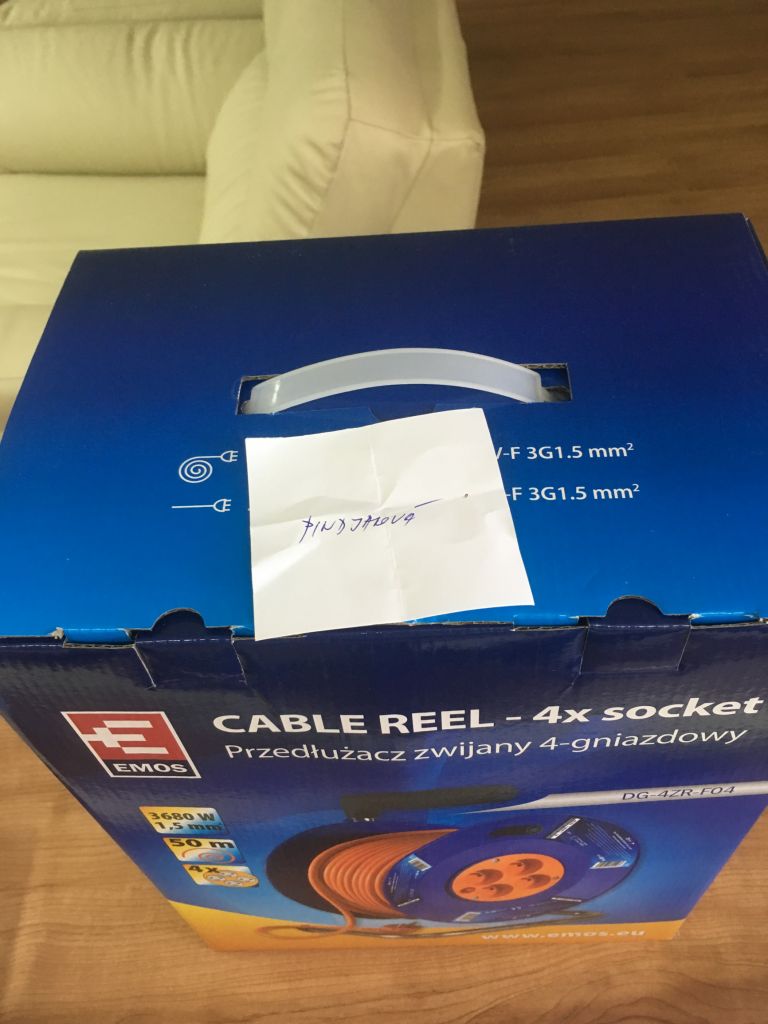 V-F 3G1.5 mm²
-F 3G1.5 mm²
PINDJAKOVÁ
EMOS
CABLE REEL - 4x socket
Przedłużacz zwijany 4-gniazdowy
DG-4ZR-F04
3680 W
1,5 mm²
50 m
4x
www.emos.eu